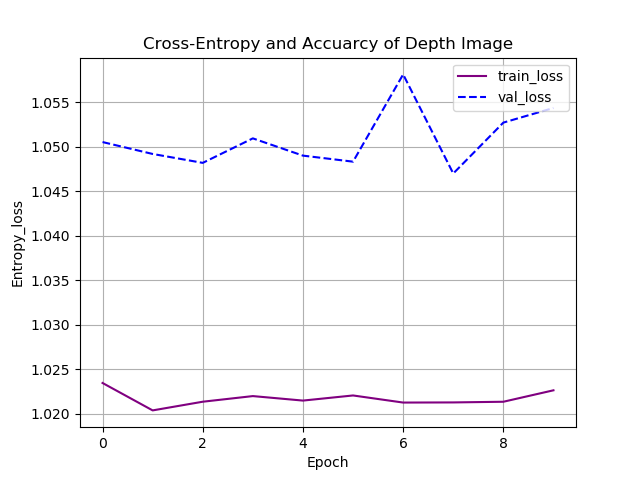 Cross-Entropy and Accuarcy of Depth Image
train_loss
val_loss
1.055
1.050
1.045
1.040
1.035
1.030
1.025
1.020
Entropy_loss
0 2 4 6 8
Epoch